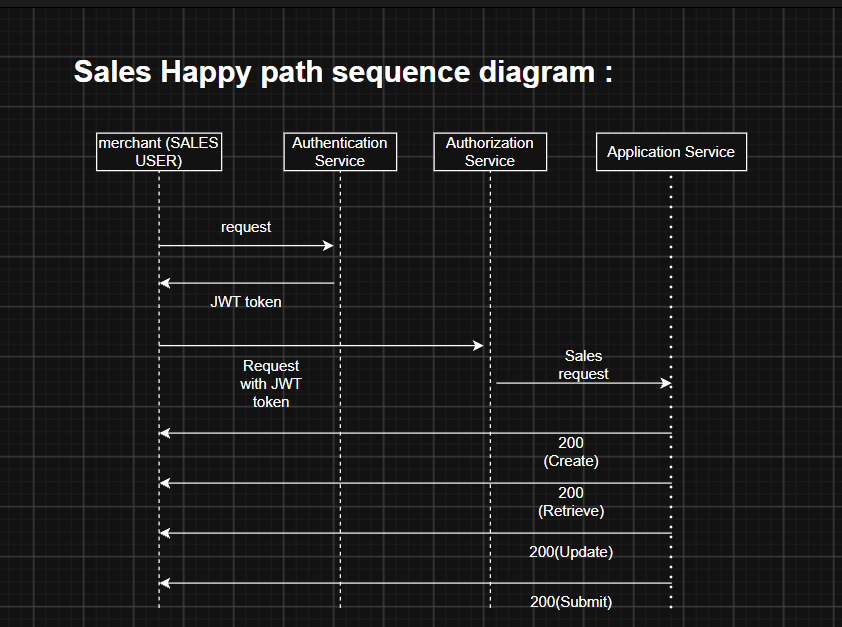 Sales Happy path sequence diagram :
merchant (SALES
USER)
Authentication
Service
Authorization
Service
Application Service
request
JWT token
Request
with JWT
token
Sales
request
200
(Create)
200
(Retrieve)
200(Update)
200(Submit)